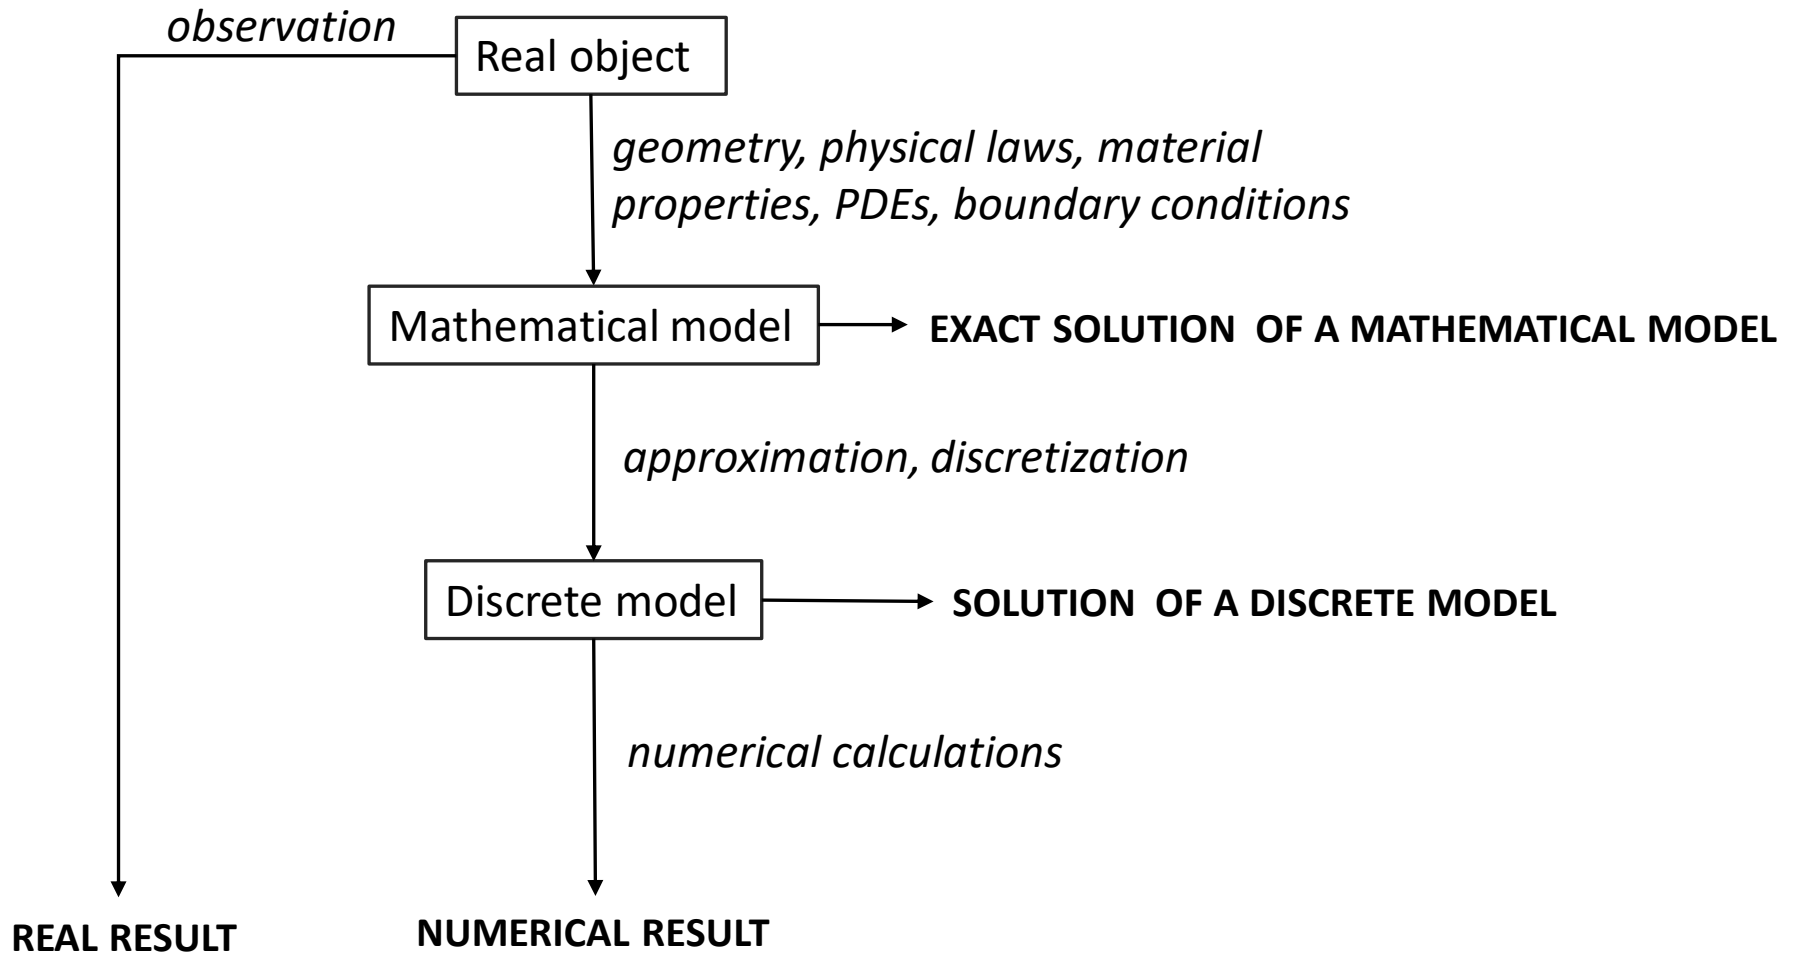 observation
Real object
geometry, physical laws, material
properties, PDEs, boundary conditions
Mathematical model
EXACT SOLUTION OF A MATHEMATICAL MODEL
approximation, discretization
Discrete model
SOLUTION OF A DISCRETE MODEL
numerical calculations
REAL RESULT
NUMERICAL RESULT